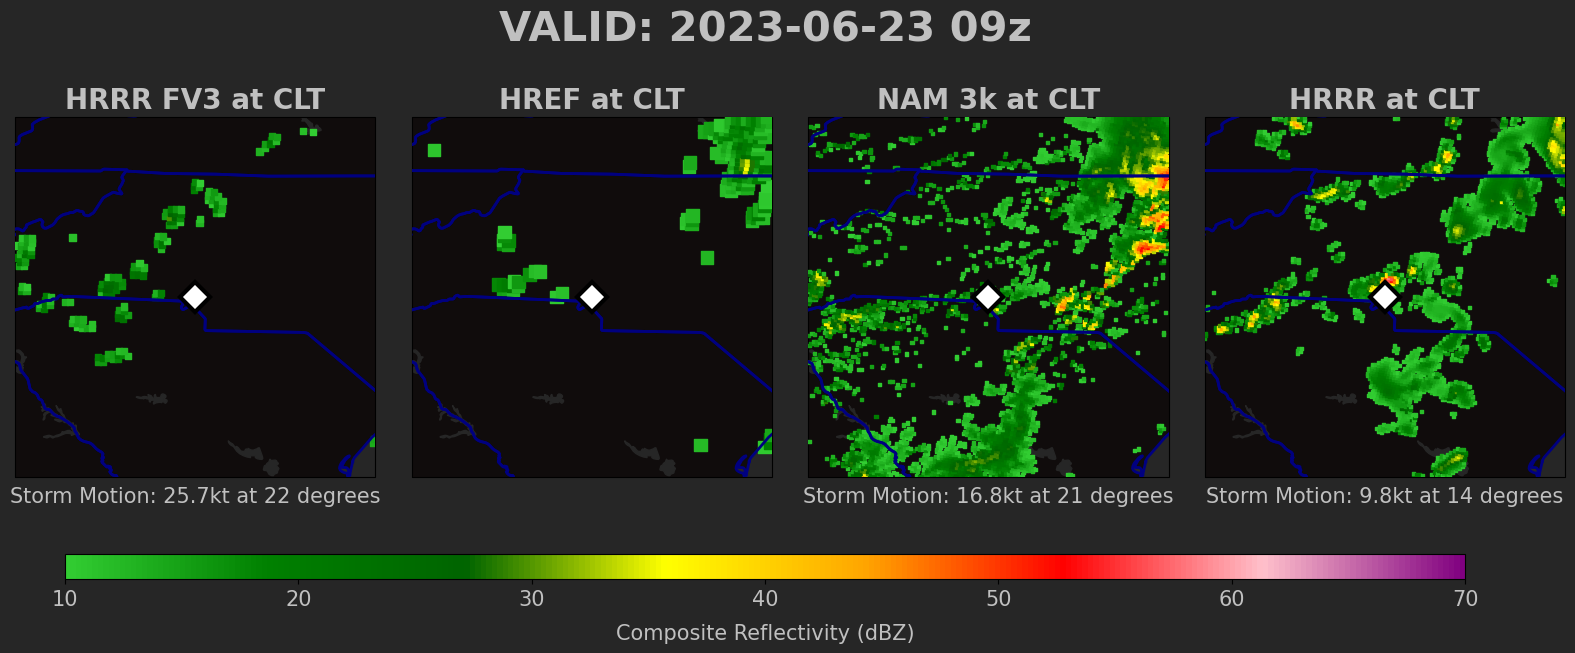 VALID: 2023-06-23 09z
HRRR FV3 at CLT
HREF at CLT
NAM 3k at CLT
HRRR at CLT
Storm Motion: 25.7kt at 22 degrees
Storm Motion: 16.8kt at 21 degrees
Storm Motion: 9.8kt at 14 degrees
10 20 30 40 50 60 70
Composite Reflectivity (dBZ)